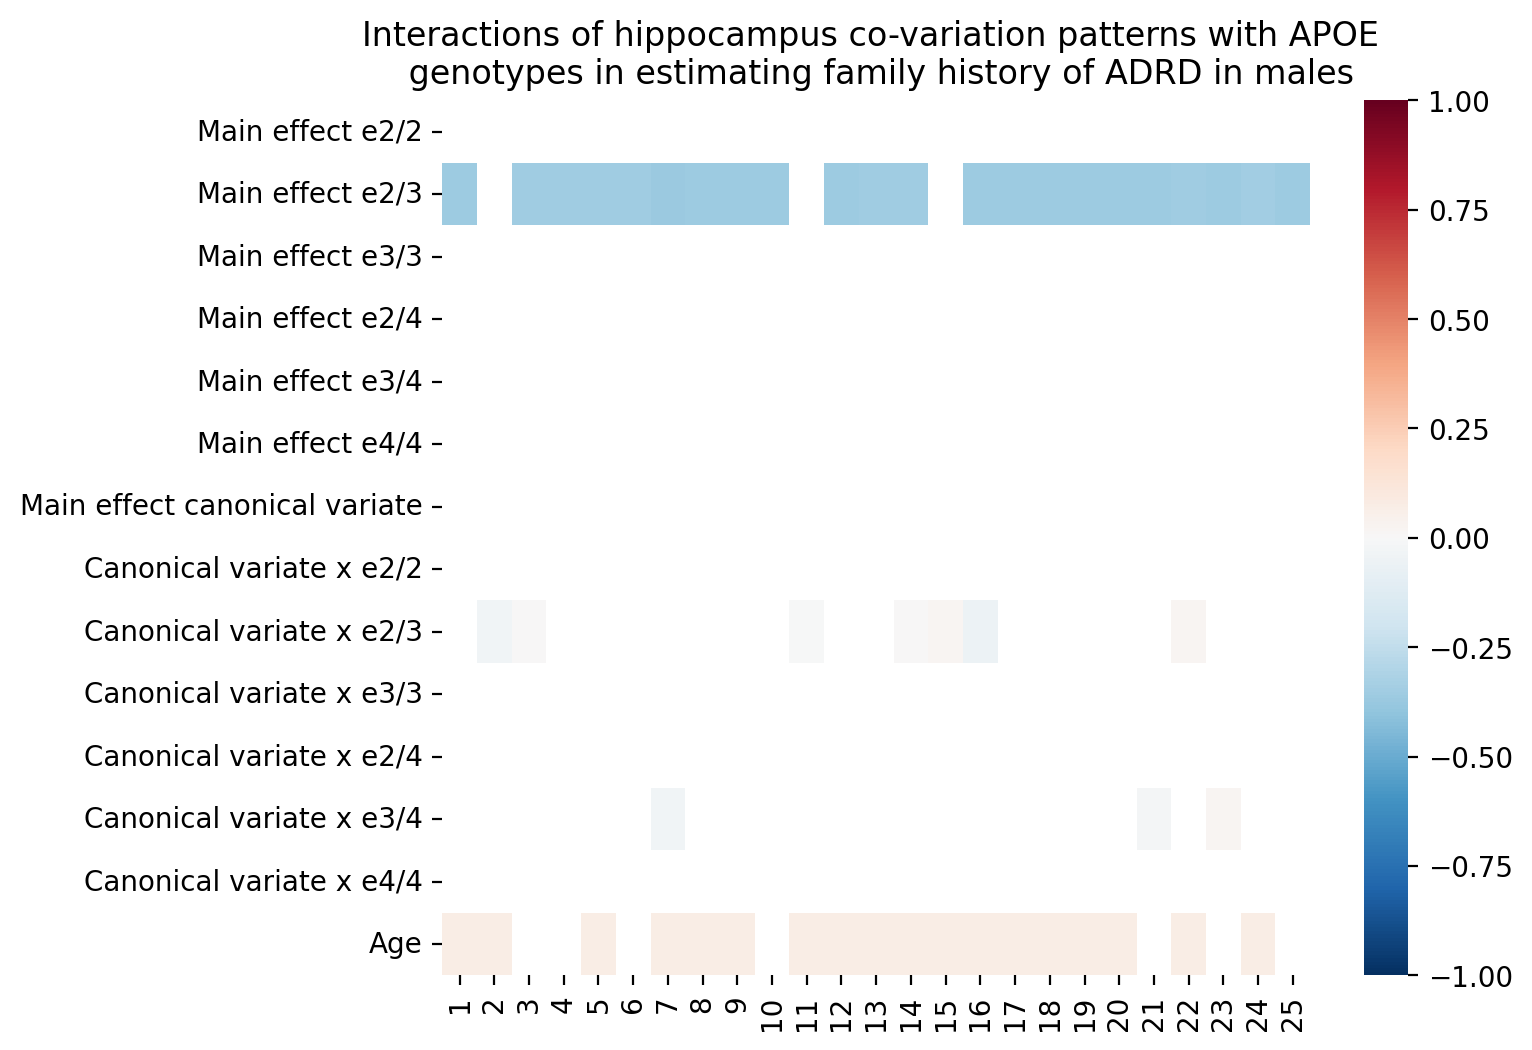 Interactions of hippocampus co-variation patterns with APOE
genotypes in estimating family history of ADRD in males
Main effect e2/2
Main effect e2/3
Main effect e3/3
Main effect e2/4
Main effect e3/4
Main effect e4/4
Main effect canonical variate
Canonical variate x e2/2
Canonical variate x e2/3
Canonical variate x e3/3
Canonical variate x e2/4
Canonical variate x e3/4
Canonical variate x e4/4
Age
1 2 3 4 5 6 7 8 9 10 11 12 13 14 15 16 17 18 19 20 21 22 23 24 25
1.00
0.75
0.50
0.25
0.00
−0.25
−0.50
−0.75
−1.00